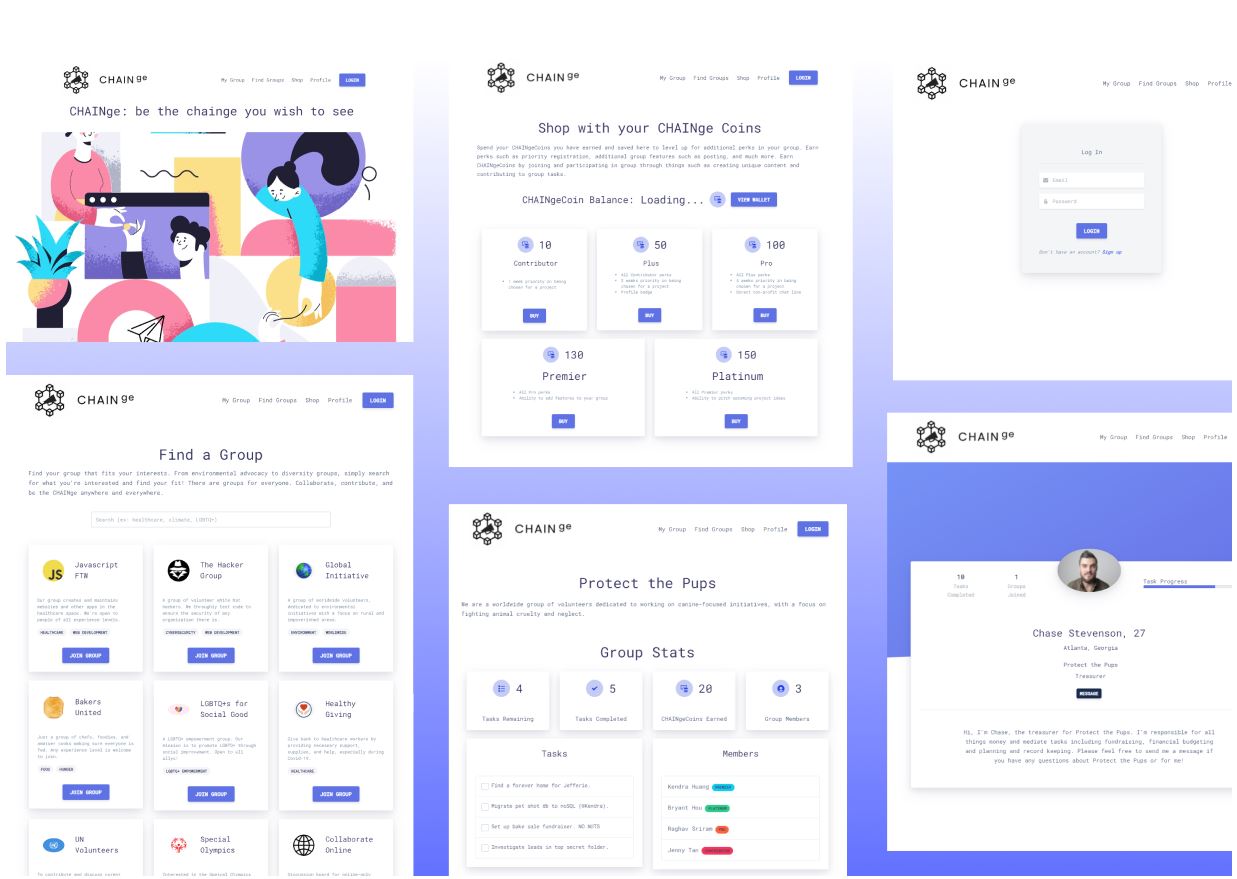 CHAINge
My Group Find Groups Shop Profile LOGIN
CHAINge: be the chainge you wish to see
CHAINge
My Group Find Groups Shop Profile LOGIN
Find a Group
Find your group that fits your interests. From environmental advocacy to diversity groups, simply search
for what you're interested and find your fit! There are groups for everyone. Collaborate, contribute, and
be the CHAINge anywhere and everywhere.
Search (ex: healthcare, climate, LGBTQ+)
JS
Javascript
FTW
Our group creates and maintains
websites and other apps in the
healthcare space. We're open to
people of all experience levels.
HEALTHCARE WEB DEVELOPMENT
JOIN GROUP
The Hacker
Group
A group of volunteer white hat
hackers. We throughly test code to
ensure the security of any
organization there is.
CYBERSECURITY WEB DEVELOPMENT
JOIN GROUP
Global
Initiative
A group of worldwide volunteers,
dedicated to environmental
initiatives with a focus on rural and
impoverished areas.
ENVIRONMENT WORLDWIDE
JOIN GROUP
Bakers
United
Just a group of chefs, foodies, and
amateur cooks making sure everyone is
fed. Any experience level is welcome
to join.
FOOD HUNGER
JOIN GROUP
LGBTQ+s for
Social Good
A LGBTQ+ empowerment group. Our
mission is to promote LGBTQ+ through
social improvement. Open to all
allys!
LGBTQ+ EMPOWERMENT
JOIN GROUP
Healthy
Giving
Give back to healthcare workers by
providing necessary support,
supplies, and help, especially during
Covid-19.
HEALTHCARE
JOIN GROUP
UN
Volunteers
To contribute and discuss current
Special
Olympics
Interested in the Special Olympics
Collaborate
Online
Discussion board for online-only
CHAINge
My Group Find Groups Shop Profile LOGIN
Shop with your CHAINge Coins
Spend your CHAINgeCoins you have earned and saved here to level up for additional perks in your group. Earn
perks such as priority registration, additional group features such as posting, and much more. Earn
CHAINgeCoins by joining and participating in group through things such as creating unique content and
contributing to group tasks.
CHAINgeCoin Balance: Loading... VIEW WALLET
10
Contributor
1 week priority on being
chosen for a project
BUY
50
Plus
All Contributor perks
2 weeks priority on being
chosen for a project
Profile badge
BUY
100
Pro
All Plus perks
3 weeks priority on being
chosen for a project
Direct non-profit chat line
BUY
130
Premier
All Pro perks
Ability to add features to your group
BUY
150
Platinum
All Premier perks
Ability to pitch upcoming project ideas
BUY
CHAINge
My Group Find Groups Shop Profile LOGIN
Protect the Pups
We are a worldwide group of volunteers dedicated to working on canine-focused initiatives, with a focus on
fighting animal cruelty and neglect.
Group Stats
4
Tasks Remaining
5
Tasks Completed
20
CHAINgeCoins Earned
3
Group Members
Tasks
Find a forever home for Jefferie.
Migrate pet shot db to noSQL (@Kendra).
Set up bake sale fundraiser. NO NUTS
Investigate leads in top secret folder.
Members
Kendra Huang PREMIER
Bryant Hou PLATINUM
Raghav Sriram PRO
Jenny Tan CONTRIBUTOR
CHAINge
My Group Find Groups Shop Profile
Log In
Email
Password
LOGIN
Don't have an account? Sign up
CHAINge
My Group Find Groups Shop Profile
10
Tasks
Completed
1
Groups
Joined
Task Progress
Chase Stevenson, 27
Atlanta, Georgia
Protect the Pups
Treasurer
MESSAGE
Hi, I'm Chase, the treasurer for Protect the Pups. I'm responsible for all
things money and mediate tasks including fundraising, financial budgeting
and planning and record keeping. Please feel free to send me a message if
you have any questions about Protect the Pups or for me!